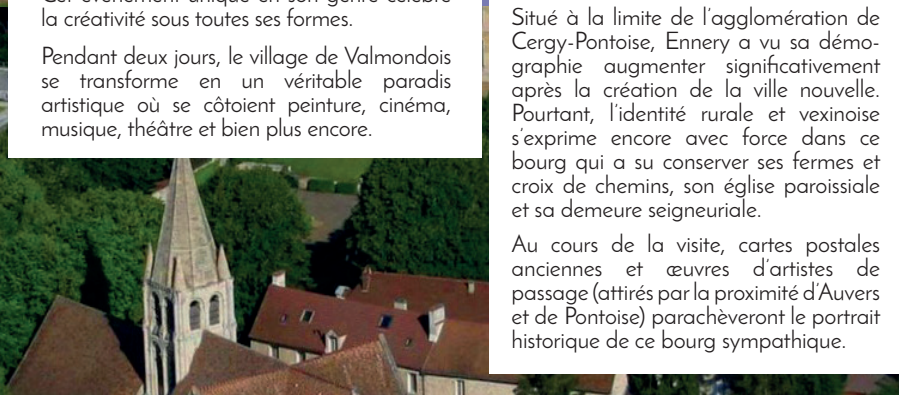 la créativité sous toutes ses formes.
Pendant deux jours, le village de Valmondois
se transforme en un véritable paradis
artistique où se côtoient peinture, cinéma,
musique, théâtre et bien plus encore.
Situé à la limite de l'agglomération de
Cergy-Pontoise, Ennery a vu sa démo-
graphie augmenter significativement
après la création de la ville nouvelle.
Pourtant, l'identité rurale et vexinoise
s'exprime encore avec force dans ce
bourg qui a su conserver ses fermes et
croix de chemins, son église paroissiale
et sa demeure seigneuriale.
Au cours de la visite, cartes postales
anciennes et œuvres d'artistes de
passage (attirés par la proximité d'Auvers
et de Pontoise) parachèveront le portrait
historique de ce bourg sympathique.